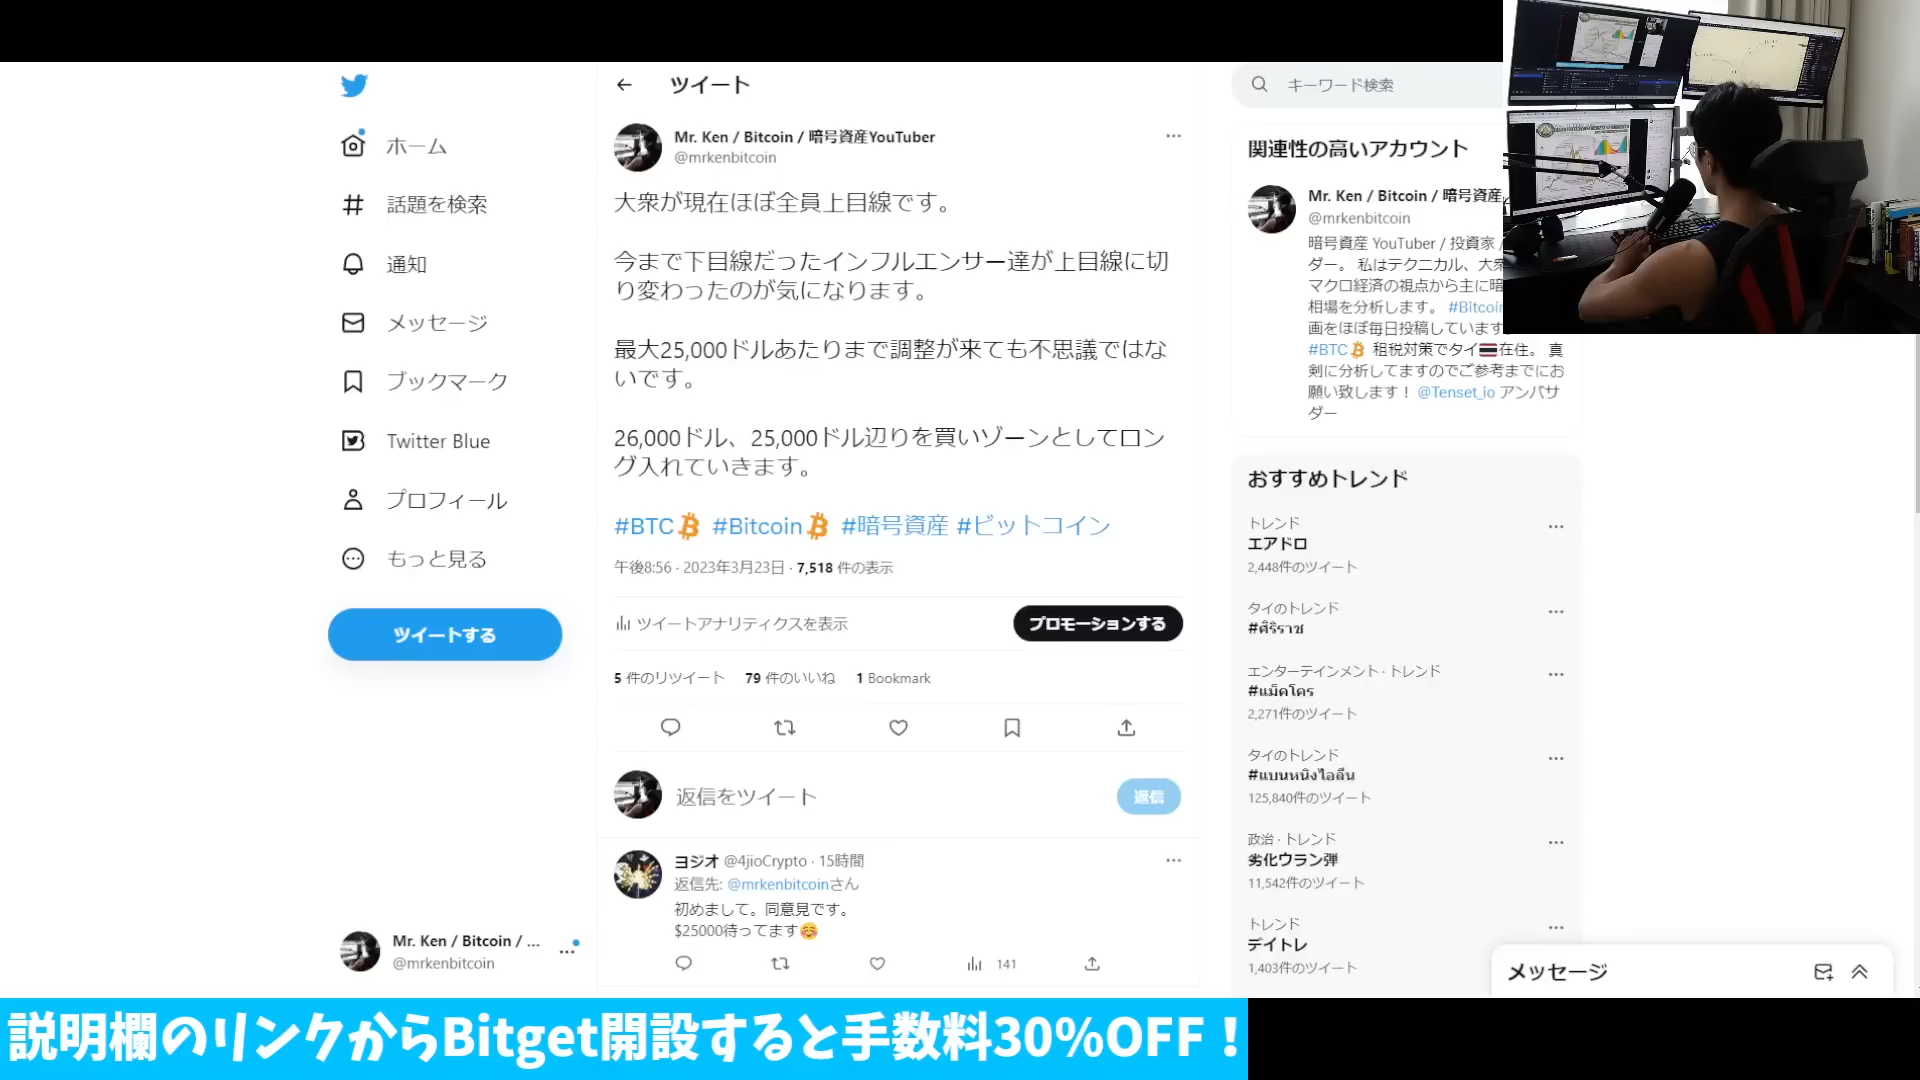 ホーム
話題を検索
通知
メッセージ
ブックマーク
Twitter Blue
プロフィール
もっと見る
ツイートする
Mr. Ken / Bitcoin / ...
@mrkenbitcoin
ツイート
Mr. Ken / Bitcoin / 暗号資産YouTuber
@mrkenbitcoin
大衆が現在ほぼ全員上目線です。
今まで下目線だったインフルエンサー達が上目線に切
り変わったのが気になります。
最大25,000ドルあたりまで調整が来ても不思議ではな
いです。
26,000ドル、25,000ドル辺りを買いゾーンとしてロン
グ入れていきます。
#BTC #Bitcoin #暗号資産 #ビットコイン
午後8:56 · 2023年3月23日 · 7,518 件の表示
ツイートアナリティクスを表示
プロモーションする
5 件のリツイート 79 件のいいね 1 Bookmark
返信をツイート
返信
ヨジオ @4jioCrypto · 15時間
返信先: @mrkenbitcoinさん
初めまして。同意見です。
$25000待ってます😊
141
キーワード検索
関連性の高いアカウント
Mr. Ken / Bitcoin / 暗号資産
@mrkenbitcoin
暗号資産 YouTuber / 投資家 /
ダー。 私はテクニカル、大衆
マクロ経済の視点から主に暗
相場を分析します。 #Bitcoin
画をほぼ毎日投稿しています
#BTC 租税対策でタイ🇹🇭在住。 真
剣に分析してますのでご参考までにお
願い致します！ @Tenset_io アンバサ
ダー
おすすめトレンド
トレンド
エアドロ
2,448件のツイート
タイのトレンド
#ศิริราช
エンターテインメント · トレンド
#แม็คโคร
2,271件のツイート
タイのトレンド
#แบนหนังไอลีน
125,840件のツイート
政治 · トレンド
劣化ウラン弾
11,542件のツイート
トレンド
デイトレ
1,403件のツイート
メッセージ
説明欄のリンクからBitget開設すると手数料30%OFF！